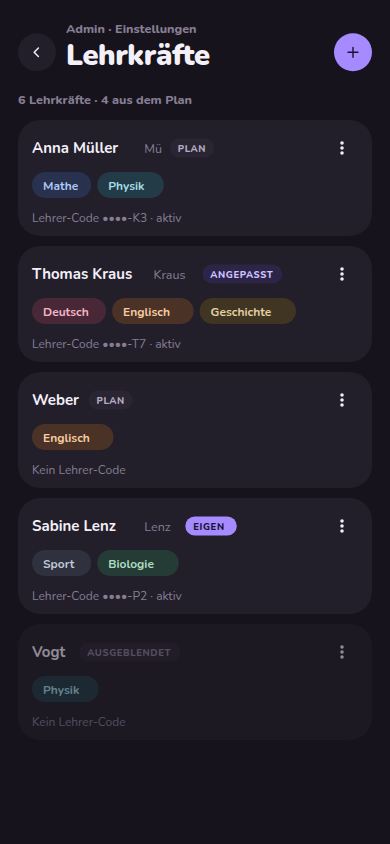 Admin · Einstellungen
Lehrkräfte
6 Lehrkräfte · 4 aus dem Plan
Anna Müller Mü PLAN
Mathe Physik
Lehrer-Code ••••-K3 · aktiv
Thomas Kraus Kraus ANGEPASST
Deutsch Englisch Geschichte
Lehrer-Code ••••-T7 · aktiv
Weber PLAN
Englisch
Kein Lehrer-Code
Sabine Lenz Lenz EIGEN
Sport Biologie
Lehrer-Code ••••-P2 · aktiv
Vogt AUSGEBLENDET
Physik
Kein Lehrer-Code